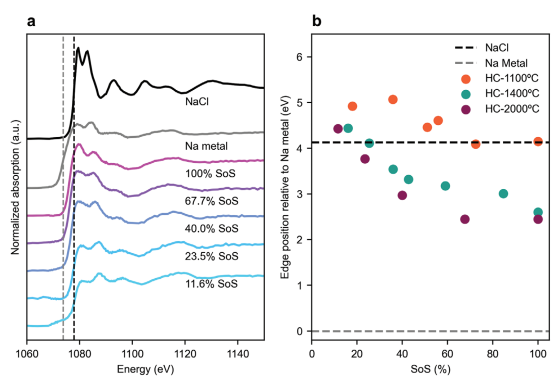 a
Normalized absorption (a.u.)
NaCl
Na metal
100% SoS
67.7% SoS
40.0% SoS
23.5% SoS
11.6% SoS
1060 1080 1100 1120 1140
Energy (eV)
b
Edge position relative to Na metal (eV)
6
5
4
3
2
1
0
NaCl
Na Metal
HC-1100ºC
HC-1400ºC
HC-2000ºC
0 20 40 60 80 100
SoS (%)